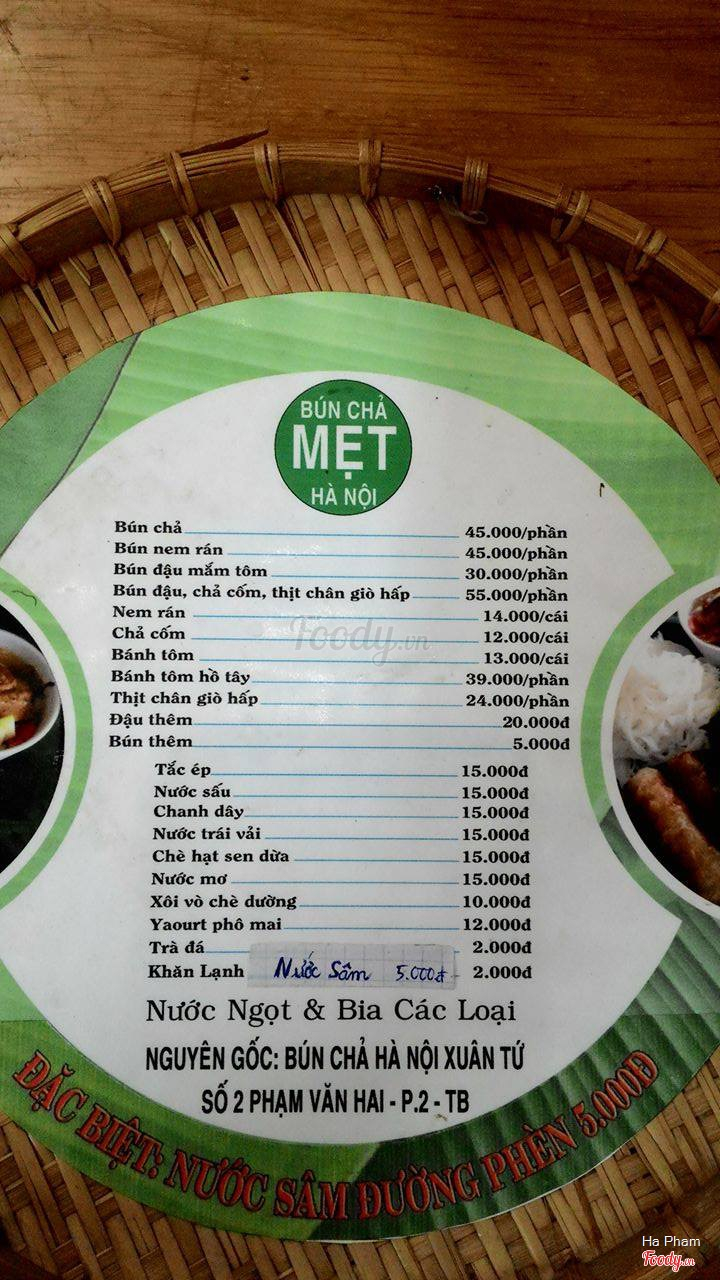 BÚN CHẢ
MẸT
HÀ NỘI
Bún chả 45.000/phần
Bún nem rán 45.000/phần
Bún đậu mắm tôm 30.000/phần
Bún đậu, chả cốm, thịt chân giò hấp 55.000/phần
Nem rán 14.000/cái
Chả cốm 12.000/cái
Bánh tôm 13.000/cái
Bánh tôm hồ tây 39.000/phần
Thịt chân giò hấp 24.000/phần
Đậu thêm 20.000đ
Bún thêm 5.000đ
Tắc ép 15.000đ
Nước sấu 15.000đ
Chanh dây 15.000đ
Nước trái vải 15.000đ
Chè hạt sen dừa 15.000đ
Nước mơ 15.000đ
Xôi vò chè dường 10.000đ
Yaourt phô mai 12.000đ
Trà đá 2.000đ
Khăn Lạnh 2.000đ
Nước Sâm 5.000đ
Nước Ngọt & Bia Các Loại
NGUYÊN GỐC: BÚN CHẢ HÀ NỘI XUÂN TỨ
SỐ 2 PHẠM VĂN HAI - P.2 - TB
ĐẶC BIỆT: NƯỚC SÂM ĐƯỜNG PHÈN 5.000Đ
Foody.vn
Ha Pham
Foody.vn